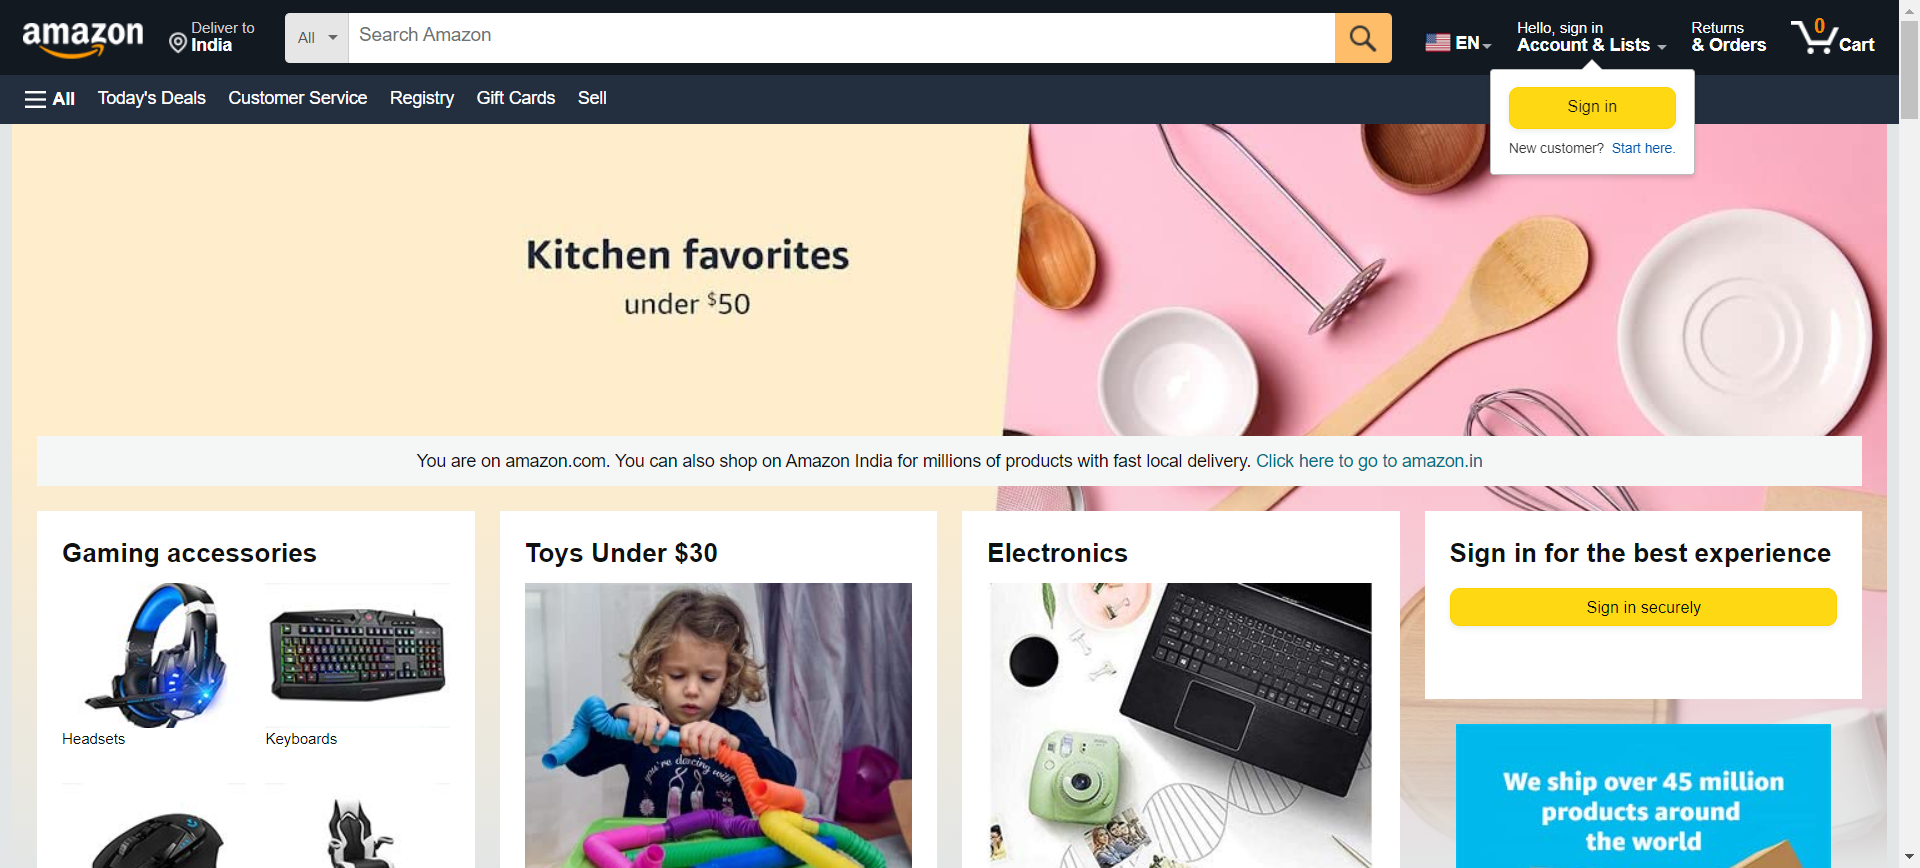 amazon
Deliver to
India
All
Search Amazon
EN
Hello, sign in
Account & Lists
Returns
& Orders
0
Cart
All
Today's Deals
Customer Service
Registry
Gift Cards
Sell
Sign in
New customer? Start here.
Kitchen favorites
under $50
You are on amazon.com. You can also shop on Amazon India for millions of products with fast local delivery. Click here to go to amazon.in
Gaming accessories
Headsets
Keyboards
Toys Under $30
you're dancing with
Electronics
Sign in for the best experience
Sign in securely
We ship over 45 million
products around
the world